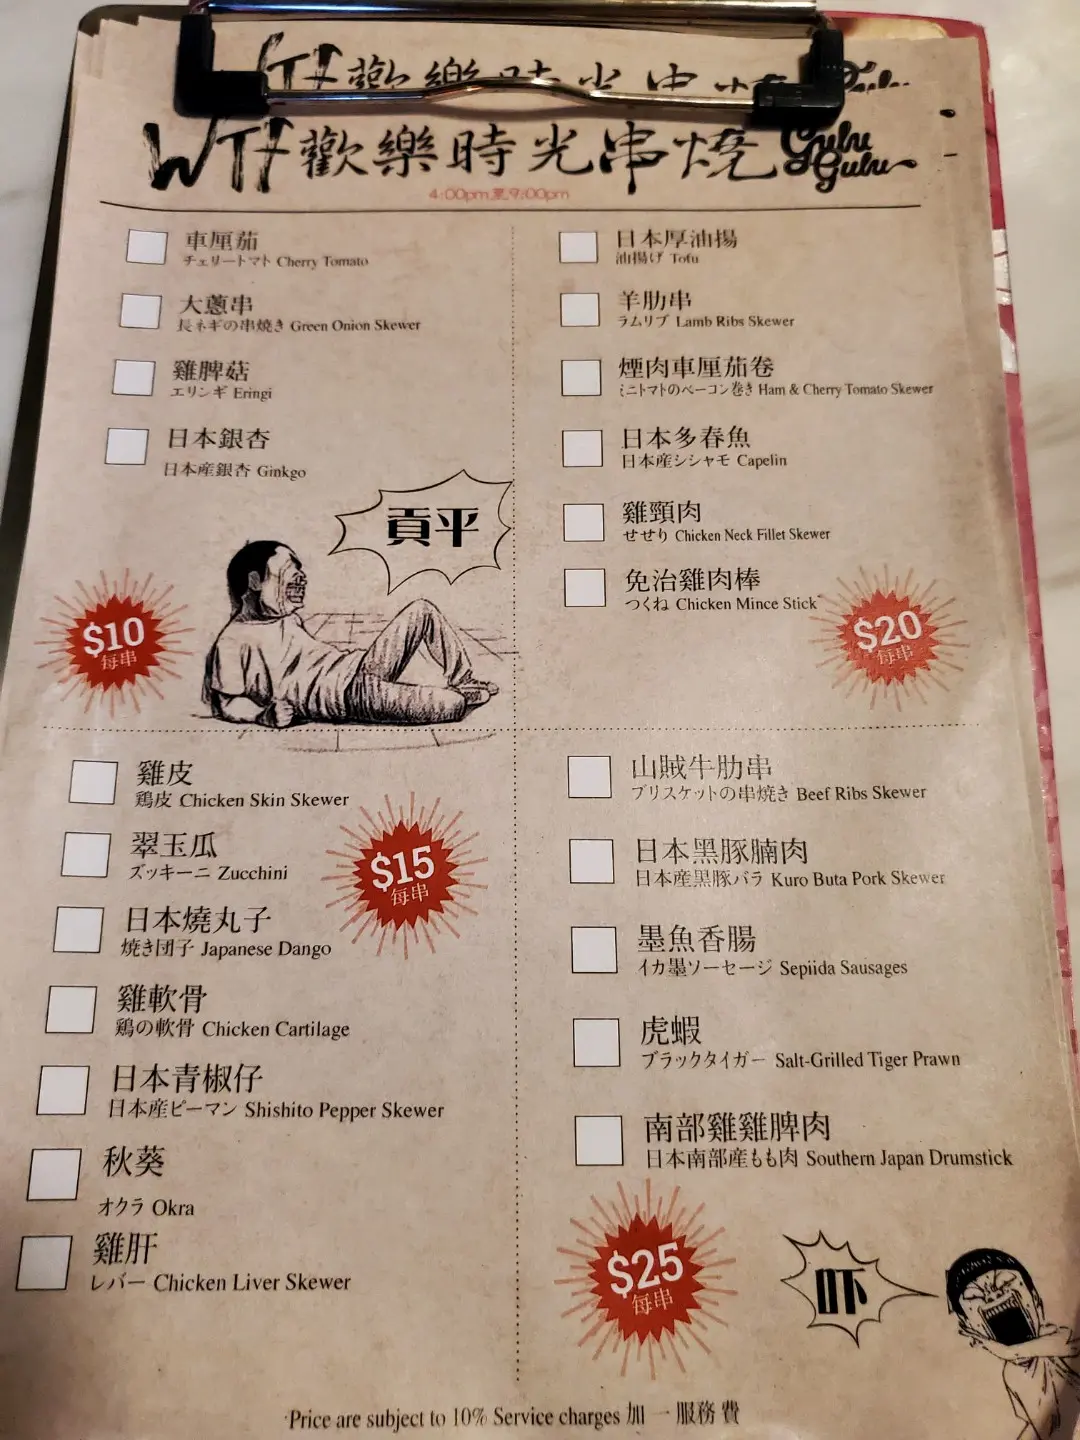 WTF歡樂時光串燒 Gulu Gulu
4:00pm至9:00pm
車厘茄
チェリートマト Cherry Tomato
大蔥串
長ネギの串焼き Green Onion Skewer
雞脾菇
エリンギ Eringi
日本銀杏
日本産銀杏 Ginkgo
貢平
$10
每串
日本厚油揚
油揚げ Tofu
羊肋串
ラムリブ Lamb Ribs Skewer
煙肉車厘茄卷
ミニトマトのベーコン巻き Ham & Cherry Tomato Skewer
日本多春魚
日本産シシャモ Capelin
雞頸肉
せせり Chicken Neck Fillet Skewer
免治雞肉棒
つくね Chicken Mince Stick
$20
每串
雞皮
鶏皮 Chicken Skin Skewer
翠玉瓜
ズッキーニ Zucchini
$15
每串
日本燒丸子
焼き団子 Japanese Dango
雞軟骨
鶏の軟骨 Chicken Cartilage
日本青椒仔
日本産ピーマン Shishito Pepper Skewer
秋葵
オクラ Okra
雞肝
レバー Chicken Liver Skewer
山賊牛肋串
ブリスケットの串焼き Beef Ribs Skewer
日本黑豚腩肉
日本産黒豚バラ Kuro Buta Pork Skewer
墨魚香腸
イカ墨ソーセージ Sepiida Sausages
虎蝦
ブラックタイガー Salt-Grilled Tiger Prawn
南部雞雞脾肉
日本南部産もも肉 Southern Japan Drumstick
$25
每串
吓
Price are subject to 10% Service charges 加一服務費